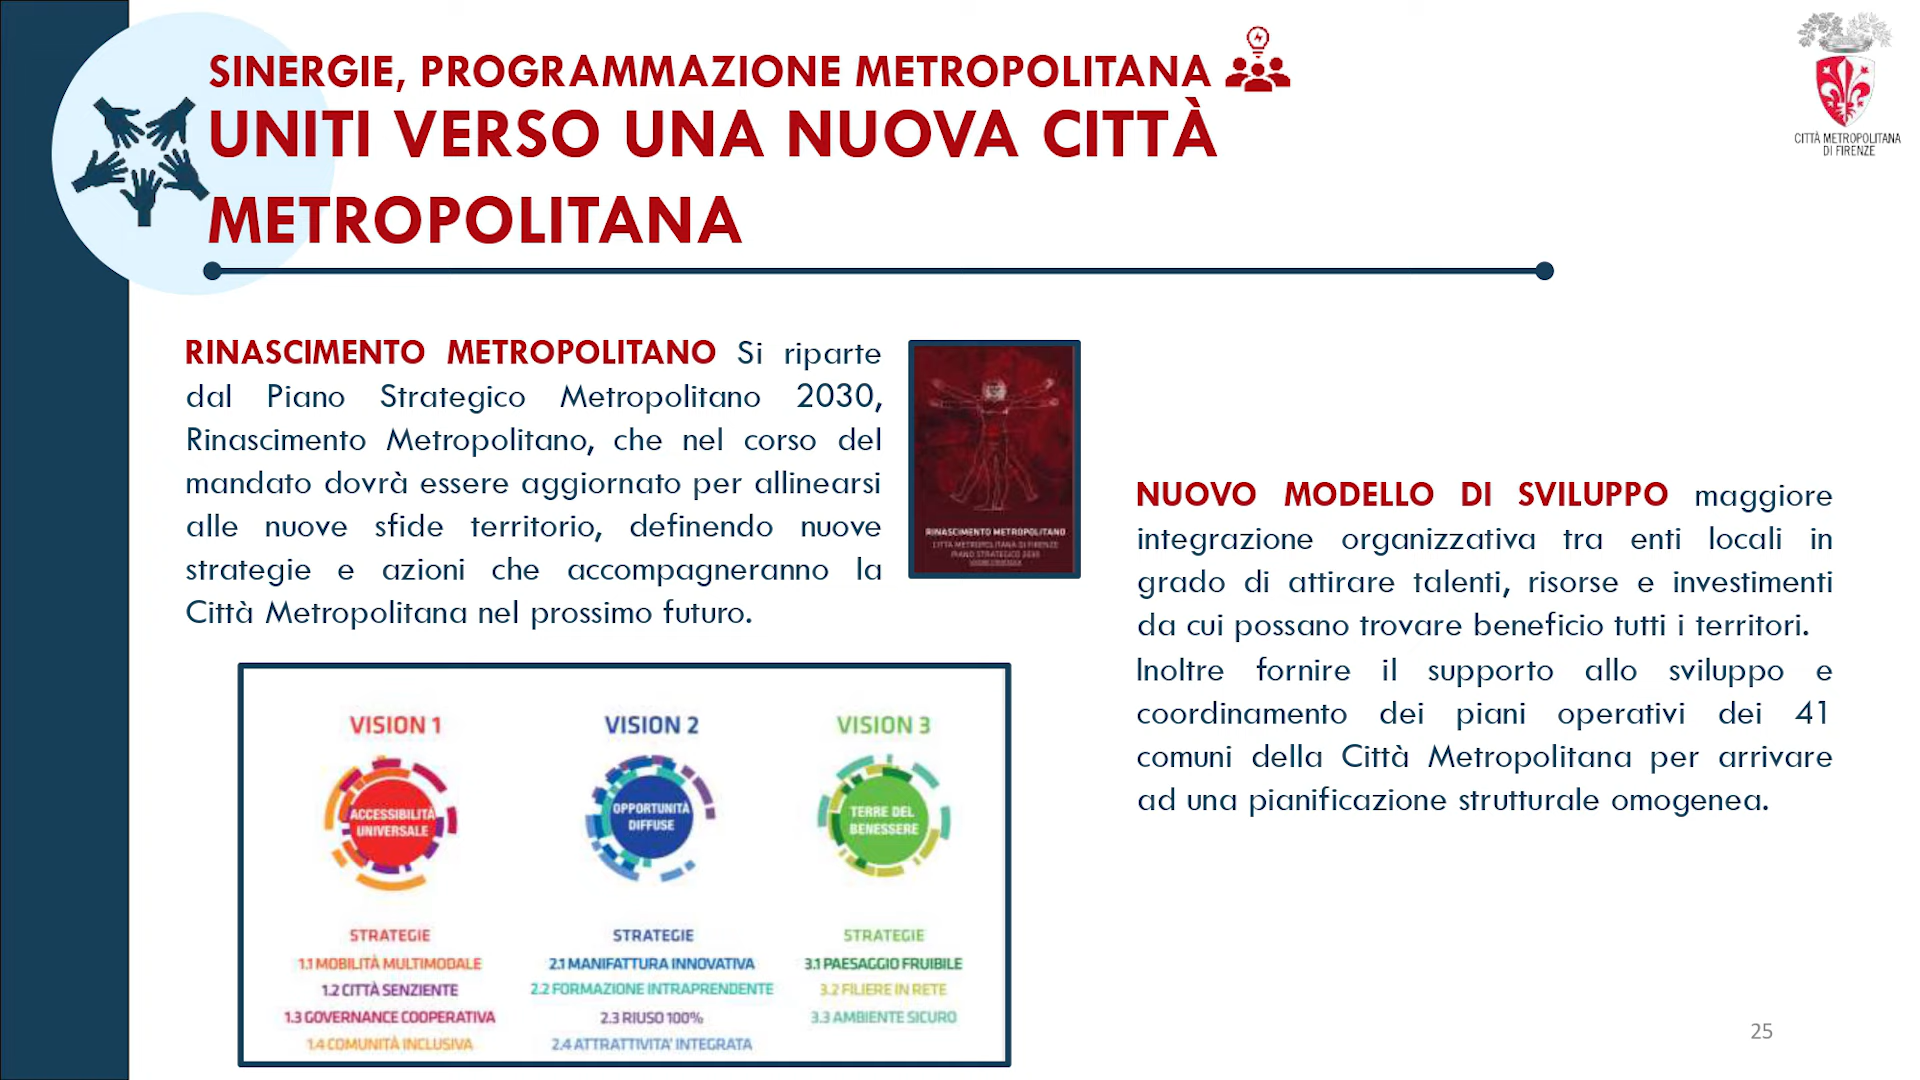 SINERGIE, PROGRAMMAZIONE METROPOLITANA
UNITI VERSO UNA NUOVA CITTÀ
METROPOLITANA
CITTÀ METROPOLITANA
DI FIRENZE
RINASCIMENTO METROPOLITANO Si riparte
dal Piano Strategico Metropolitano 2030,
Rinascimento Metropolitano, che nel corso del
mandato dovrà essere aggiornato per allinearsi
alle nuove sfide territorio, definendo nuove
strategie e azioni che accompagneranno la
Città Metropolitana nel prossimo futuro.
RINASCIMENTO METROPOLITANO
CITTÀ METROPOLITANA DI FIRENZE
PIANO STRATEGICO 2030
NUOVO MODELLO DI SVILUPPO maggiore
integrazione organizzativa tra enti locali in
grado di attirare talenti, risorse e investimenti
da cui possano trovare beneficio tutti i territori.
Inoltre fornire il supporto allo sviluppo e
coordinamento dei piani operativi dei 41
comuni della Città Metropolitana per arrivare
ad una pianificazione strutturale omogenea.
VISION 1
ACCESSIBILITÀ
UNIVERSALE
STRATEGIE
1.1 MOBILITÀ MULTIMODALE
1.2 CITTÀ SENZIENTE
1.3 GOVERNANCE COOPERATIVA
1.4 COMUNITÀ INCLUSIVA
VISION 2
OPPORTUNITÀ
DIFFUSE
STRATEGIE
2.1 MANIFATTURA INNOVATIVA
2.2 FORMAZIONE INTRAPRENDENTE
2.3 RIUSO 100%
2.4 ATTRATTIVITA' INTEGRATA
VISION 3
TERRE DEL
BENESSERE
STRATEGIE
3.1 PAESAGGIO FRUIBILE
3.2 FILIERE IN RETE
3.3 AMBIENTE SICURO
25